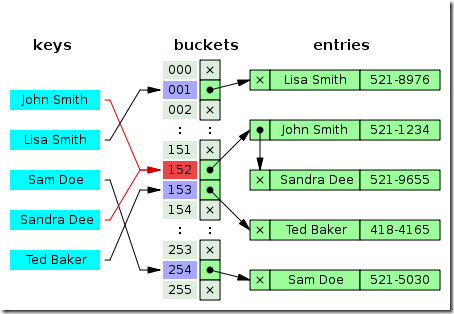 keys buckets entries
000 ×
× Lisa Smith 521-8976
John Smith
001
002 ×
: :
× John Smith 521-1234
Lisa Smith
151 ×
Sam Doe
152
× Sandra Dee 521-9655
153
Sandra Dee
154 ×
× Ted Baker 418-4165
: :
Ted Baker
253 ×
254
× Sam Doe 521-5030
255 ×